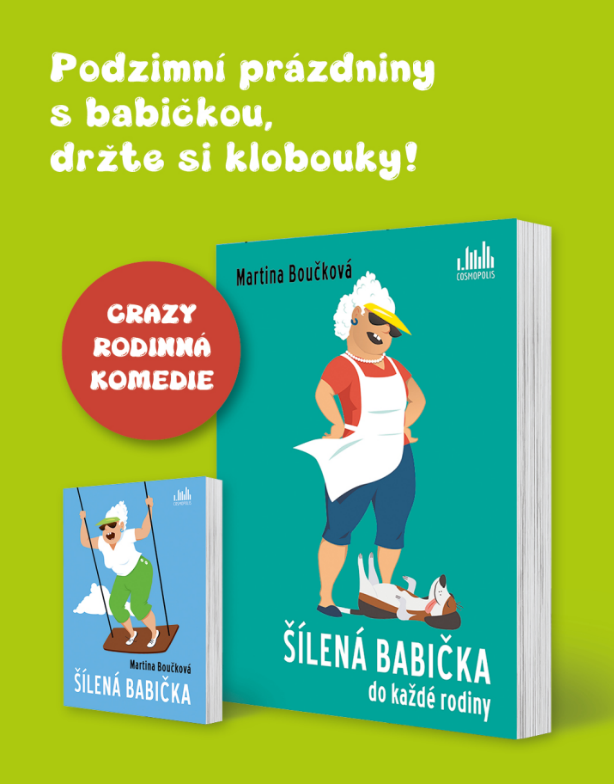 Podzimní prázdniny
s babičkou,
držte si klobouky!
CRAZY
RODINNÁ
KOMEDIE
Martina Boučková
COSMOPOLIS
ŠÍLENÁ BABIČKA
do každé rodiny
COSMOPOLIS
Martina Boučková
ŠÍLENÁ BABIČKA